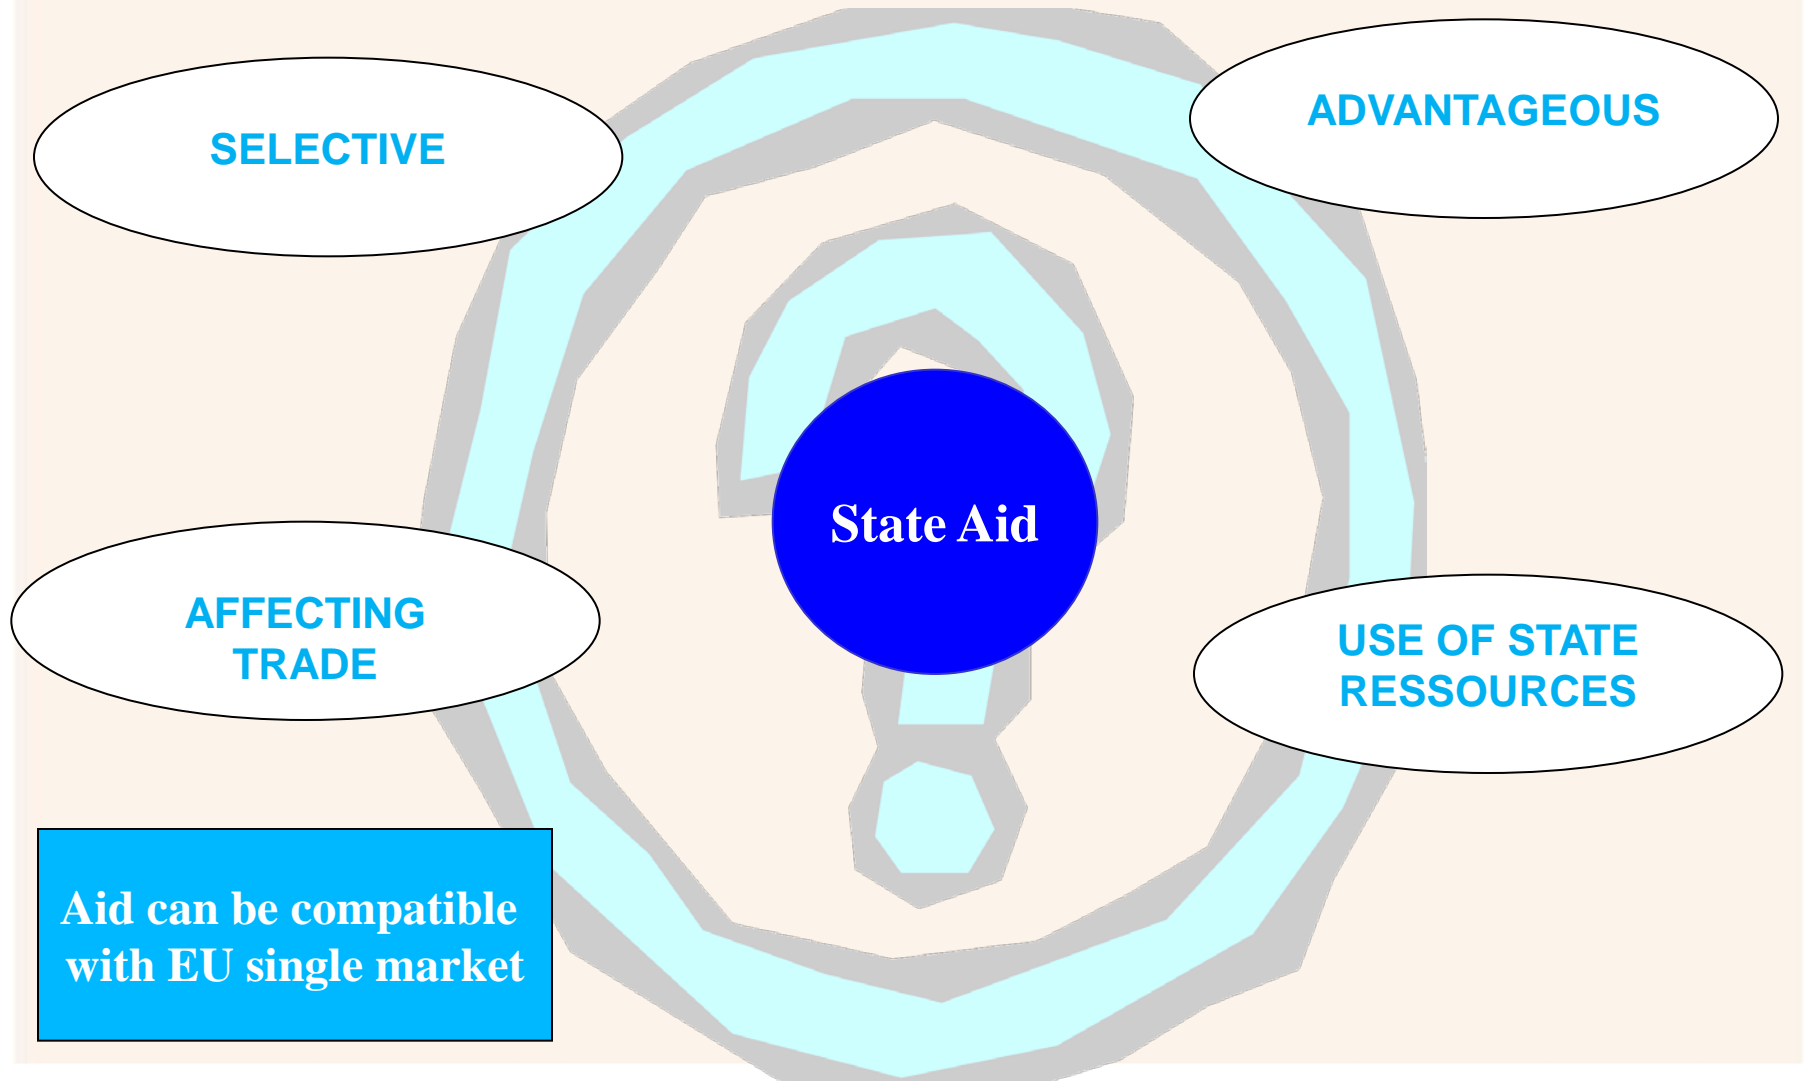 SELECTIVE
ADVANTAGEOUS
State Aid
AFFECTING
TRADE
USE OF STATE
RESSOURCES
Aid can be compatible
with EU single market